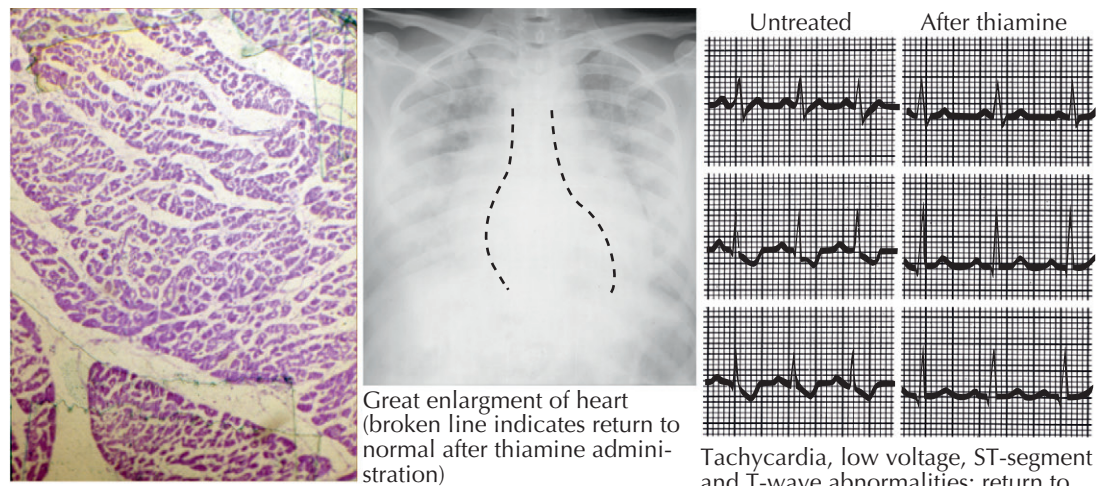 Untreated
After thiamine
Great enlargment of heart
(broken line indicates return to
normal after thiamine admini-
stration)
Tachycardia, low voltage, ST-segment
and T-wave abnormalities; return to